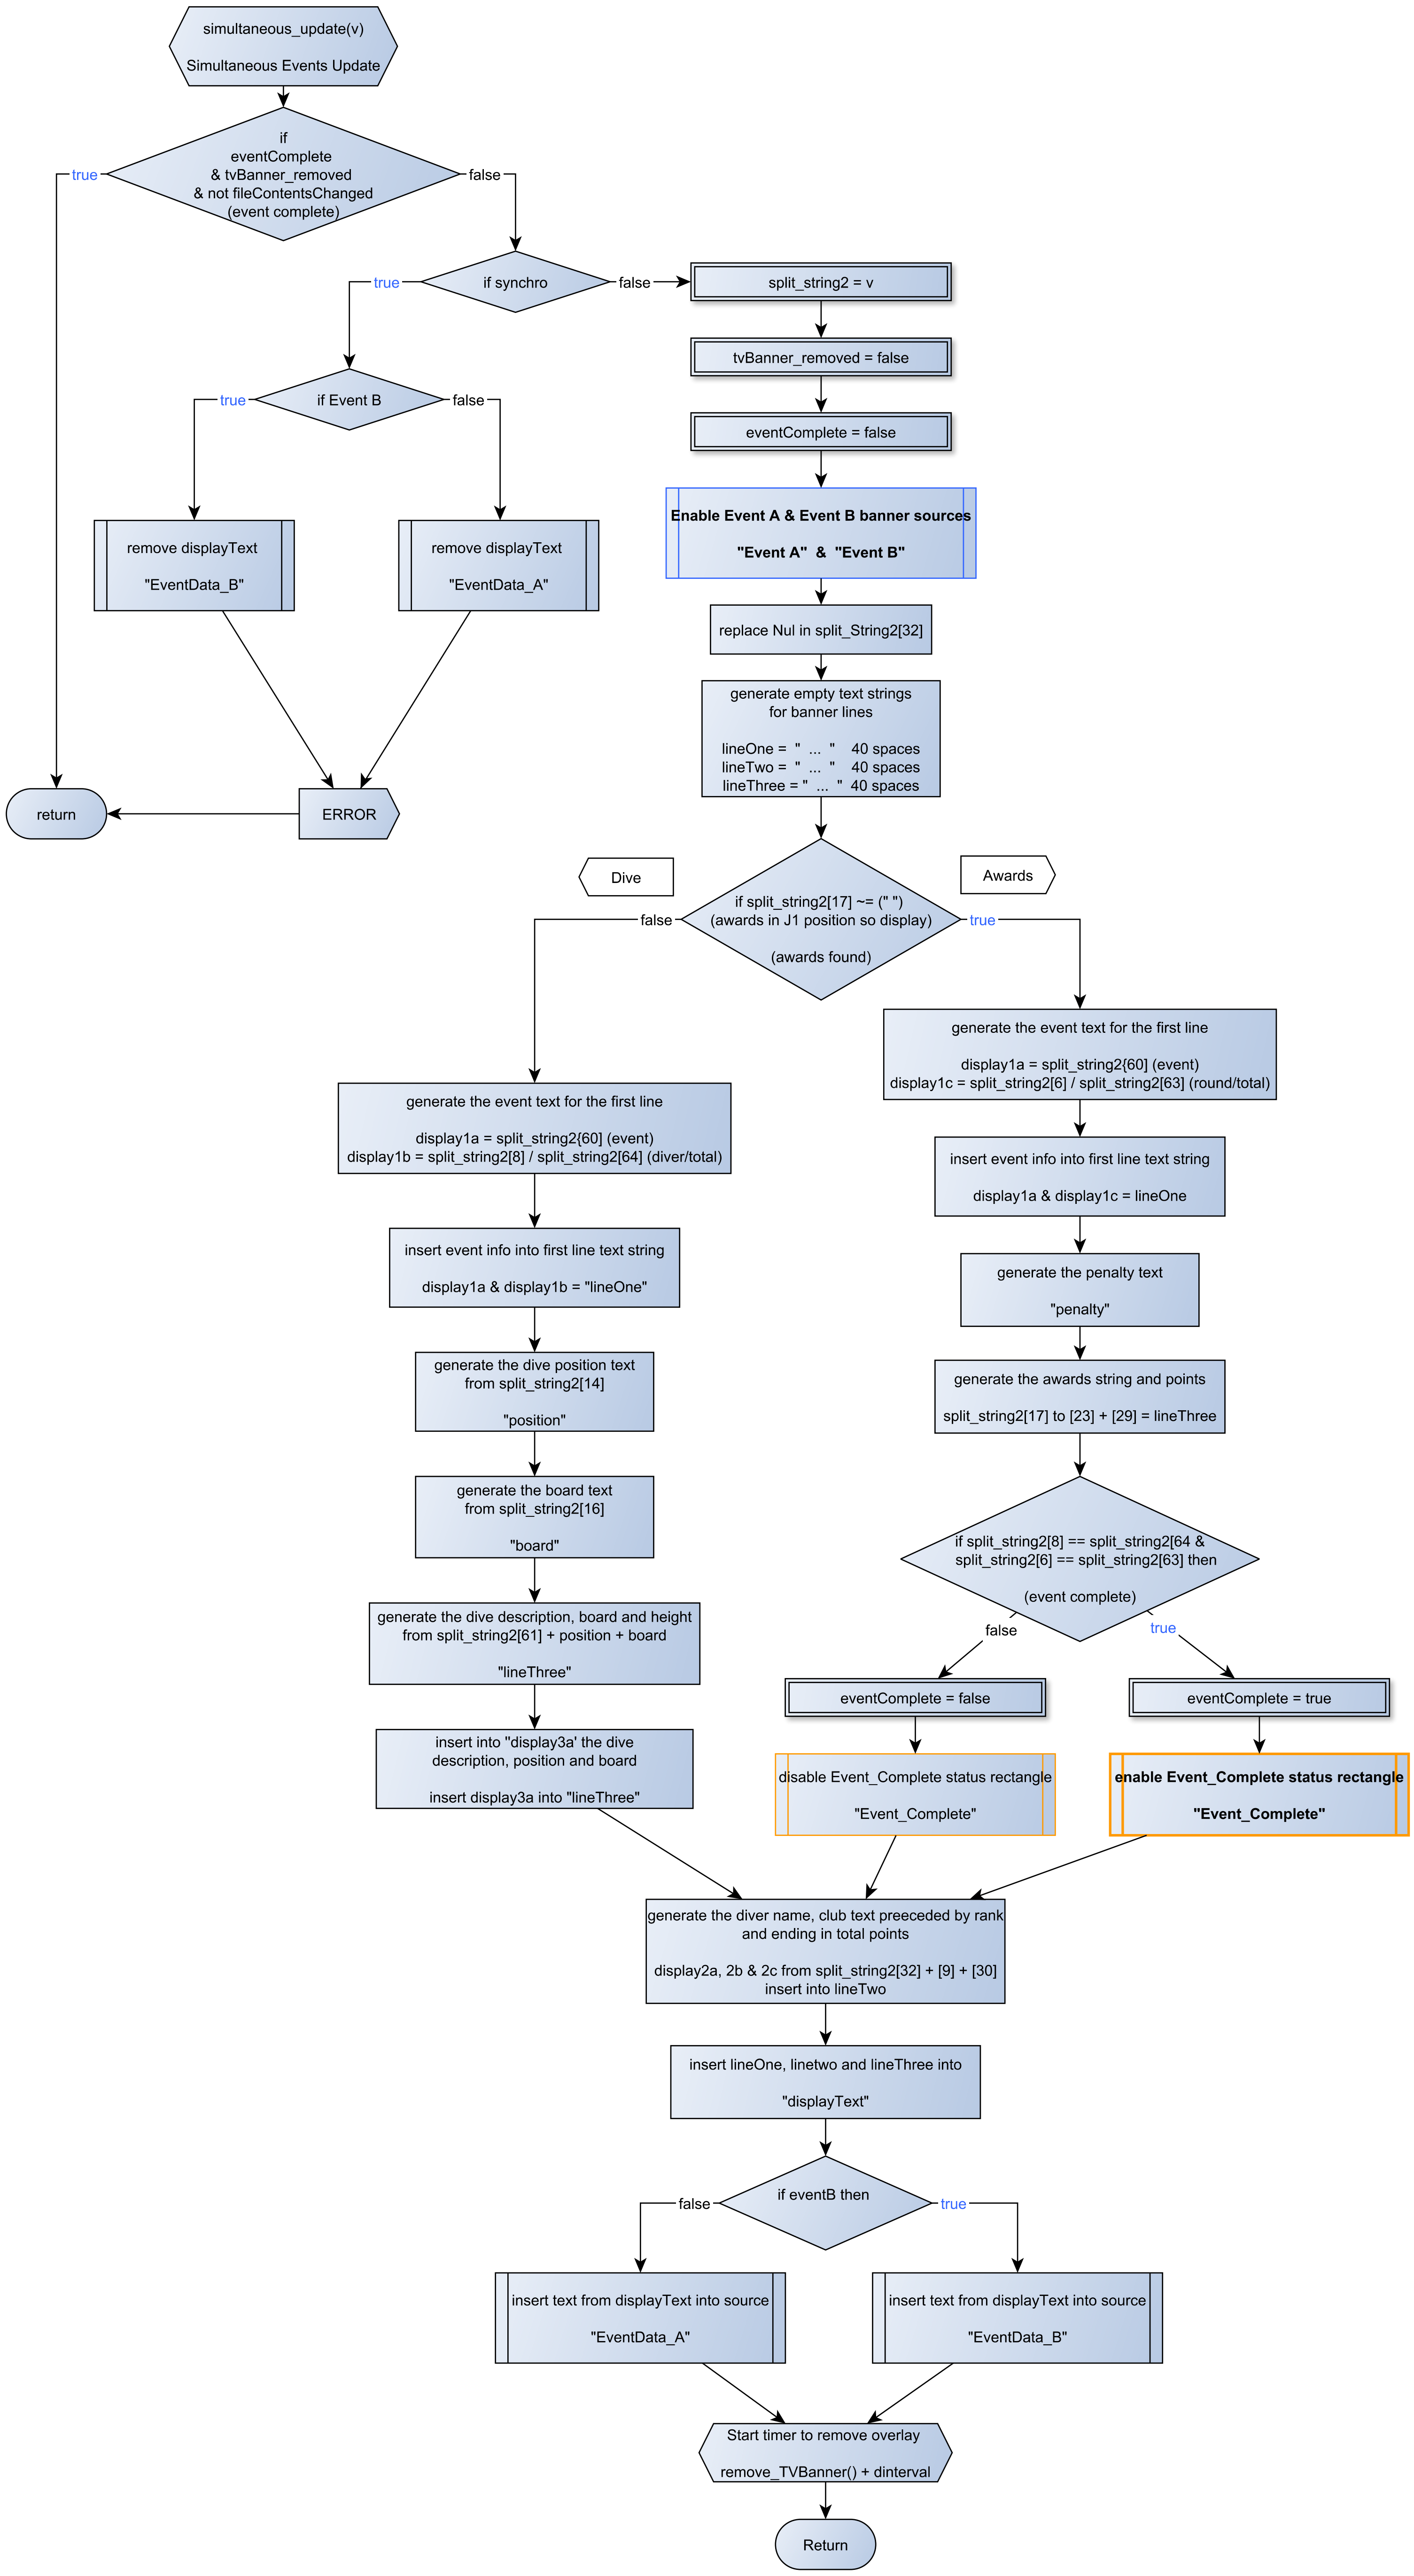 simultaneous_update(v)
Simultaneous Events Update
if
eventComplete
& tvBanner_removed
& not fileContentsChanged
(event complete)
true
false
if synchro
true
false
split_string2 = v
tvBanner_removed = false
eventComplete = false
if Event B
true
false
Enable Event A & Event B banner sources
"Event A" & "Event B"
remove displayText
"EventData_B"
remove displayText
"EventData_A"
replace Nul in split_String2[32]
generate empty text strings
for banner lines
lineOne = " ... " 40 spaces
lineTwo = " ... " 40 spaces
lineThree = " ... " 40 spaces
return
ERROR
Dive
Awards
if split_string2[17] ~= (" ")
(awards in J1 position so display)
(awards found)
false
true
generate the event text for the first line
display1a = split_string2{60] (event)
display1c = split_string2[6] / split_string2[63] (round/total)
generate the event text for the first line
display1a = split_string2{60] (event)
display1b = split_string2[8] / split_string2[64] (diver/total)
insert event info into first line text string
display1a & display1c = lineOne
insert event info into first line text string
display1a & display1b = "lineOne"
generate the penalty text
"penalty"
generate the dive position text
from split_string2[14]
"position"
generate the awards string and points
split_string2[17] to [23] + [29] = lineThree
generate the board text
from split_string2[16]
"board"
if split_string2[8] == split_string2[64 &
split_string2[6] == split_string2[63] then
(event complete)
false
true
generate the dive description, board and height
from split_string2[61] + position + board
"lineThree"
eventComplete = false
eventComplete = true
insert into "display3a' the dive
description, position and board
insert display3a into "lineThree"
disable Event_Complete status rectangle
"Event_Complete"
enable Event_Complete status rectangle
"Event_Complete"
generate the diver name, club text preeceded by rank
and ending in total points
display2a, 2b & 2c from split_string2[32] + [9] + [30]
insert into lineTwo
insert lineOne, linetwo and lineThree into
"displayText"
if eventB then
false
true
insert text from displayText into source
"EventData_A"
insert text from displayText into source
"EventData_B"
Start timer to remove overlay
remove_TVBanner() + dinterval
Return